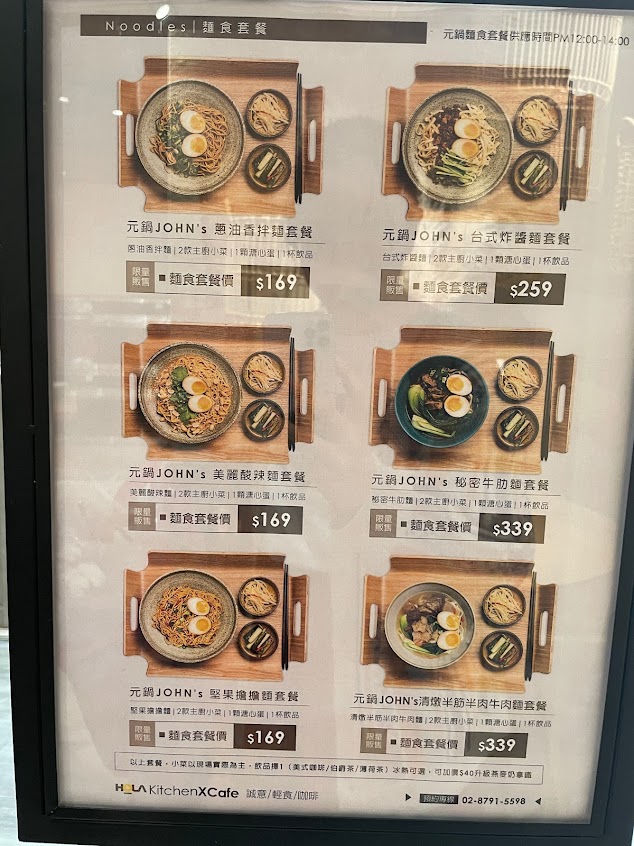 Noodles | 麵食套餐
元鍋麵食套餐供應時間PM12:00-14:00
元鍋JOHN's 蔥油香拌麵套餐
蔥油香拌麵|2款主廚小菜|1顆溏心蛋|1杯飲品
限量販售 ■ 麵食套餐價 $169
元鍋JOHN's 台式炸醬麵套餐
台式炸醬麵|2款主廚小菜|1顆溏心蛋|1杯飲品
限量販售 ■ 麵食套餐價 $259
元鍋JOHN's 美麗酸辣麵套餐
美麗酸辣麵|2款主廚小菜|1顆溏心蛋|1杯飲品
限量販售 ■ 麵食套餐價 $169
元鍋JOHN's 秘密牛肋麵套餐
秘密牛肋麵|2款主廚小菜|1顆溏心蛋|1杯飲品
限量販售 ■ 麵食套餐價 $339
元鍋JOHN's 堅果擔擔麵套餐
堅果擔擔麵|2款主廚小菜|1顆溏心蛋|1杯飲品
限量販售 ■ 麵食套餐價 $169
元鍋JOHN's清燉半筋半肉牛肉麵套餐
清燉半筋半肉牛肉麵|2款主廚小菜|1顆溏心蛋|1杯飲品
限量販售 ■ 麵食套餐價 $339
以上套餐,小菜以現場實際為主,飲品擇1(美式咖啡/伯爵茶/薄荷茶)冰熱可選,可加價$40升級燕麥奶拿鐵
HOLA KitchenXCafe 誠意/輕食/咖啡
▶ 預約專線 02-8791-5598 ◀